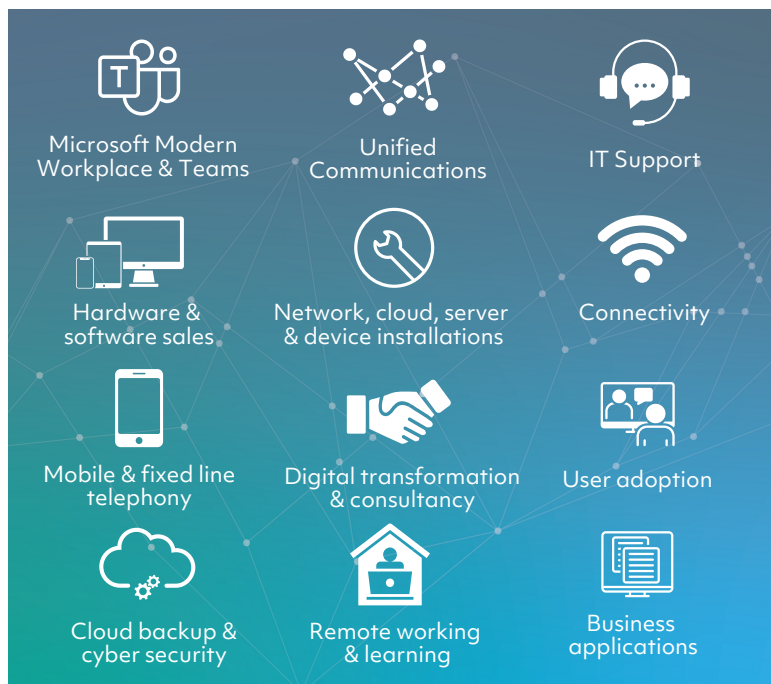 T
Microsoft Modern
Workplace & Teams
Unified
Communications
IT Support
Hardware &
software sales
Network, cloud, server
& device installations
Connectivity
Mobile & fixed line
telephony
Digital transformation
& consultancy
User adoption
Cloud backup &
cyber security
Remote working
& learning
Business
applications